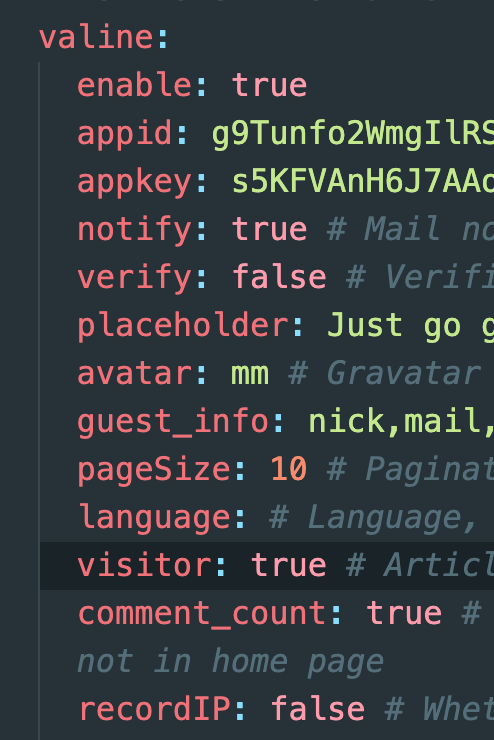 valine:
enable: true
appid: g9Tunfo2WmgIlRS
appkey: s5KFVAnH6J7AAo
notify: true # Mail no
verify: false # Verifi
placeholder: Just go g
avatar: mm # Gravatar
guest_info: nick,mail,
pageSize: 10 # Paginat
language: # Language,
visitor: true # Articl
comment_count: true #
not in home page
recordIP: false # Whet